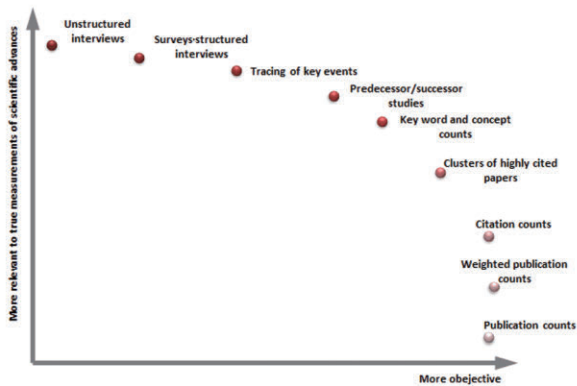 Unstructured
interviews
Surveys-structured
interviews
Tracing of key events
Predecessor/successor
studies
Key word and concept
counts
Clusters of highly cited
papers
Citation counts
Weighted publication
counts
Publication counts
More relevant to true measurements of scientific advances
More obejective